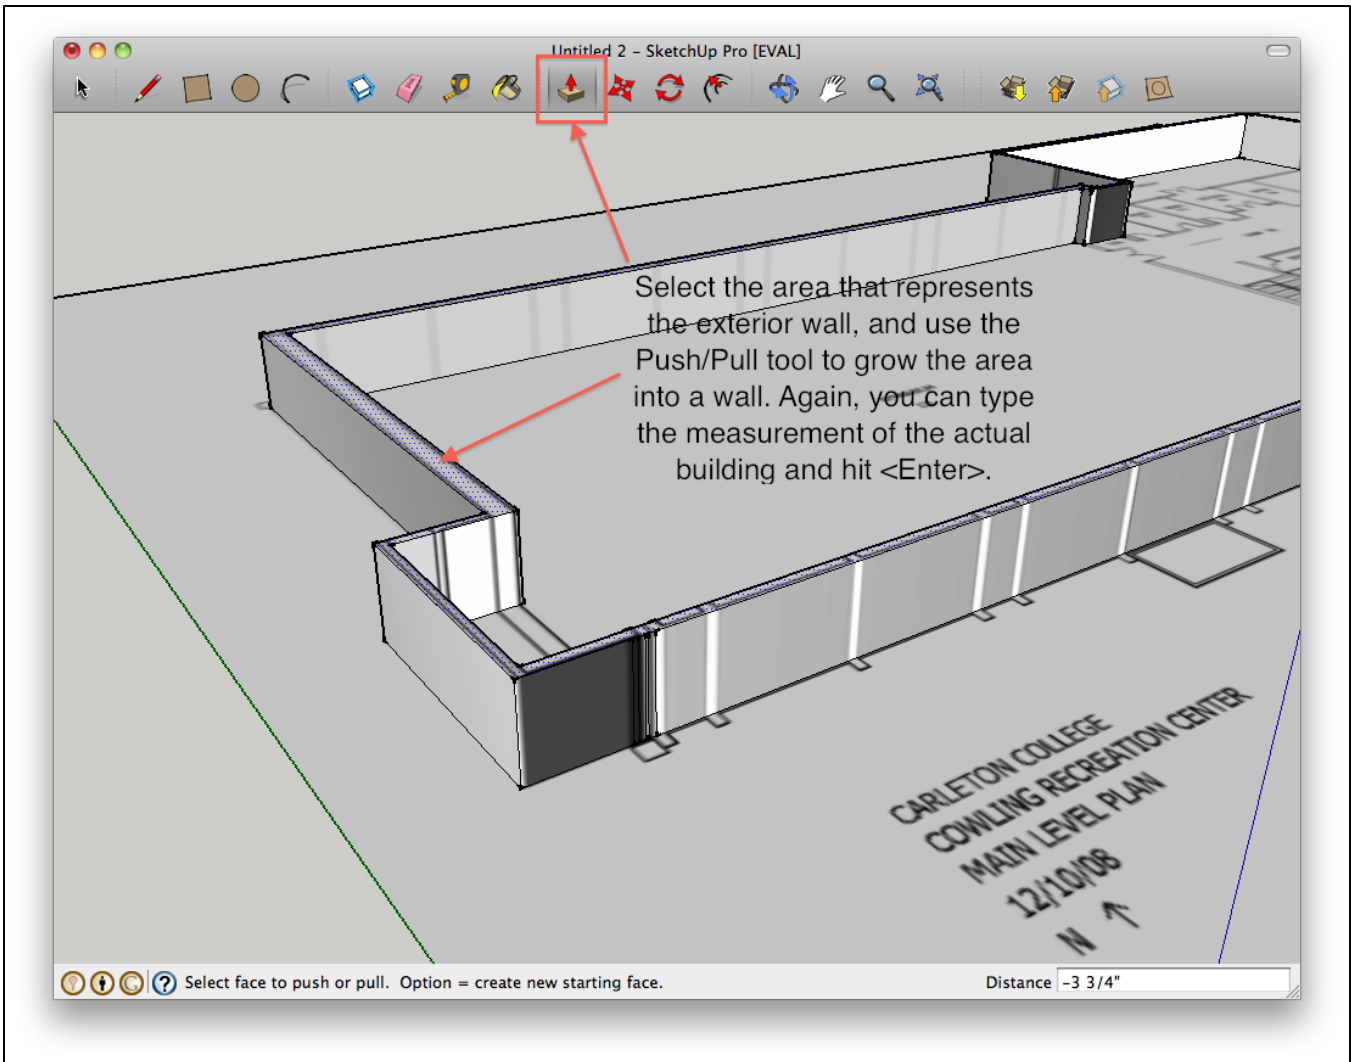 Untitled 2 – SketchUp Pro [EVAL]
Select the area that represents
the exterior wall, and use the
Push/Pull tool to grow the area
into a wall. Again, you can type
the measurement of the actual
building and hit <Enter>.
CARLETON COLLEGE
COWLING RECREATION CENTER
MAIN LEVEL PLAN
12/10/08
N
Select face to push or pull.  Option = create new starting face.
Distance -3 3/4"